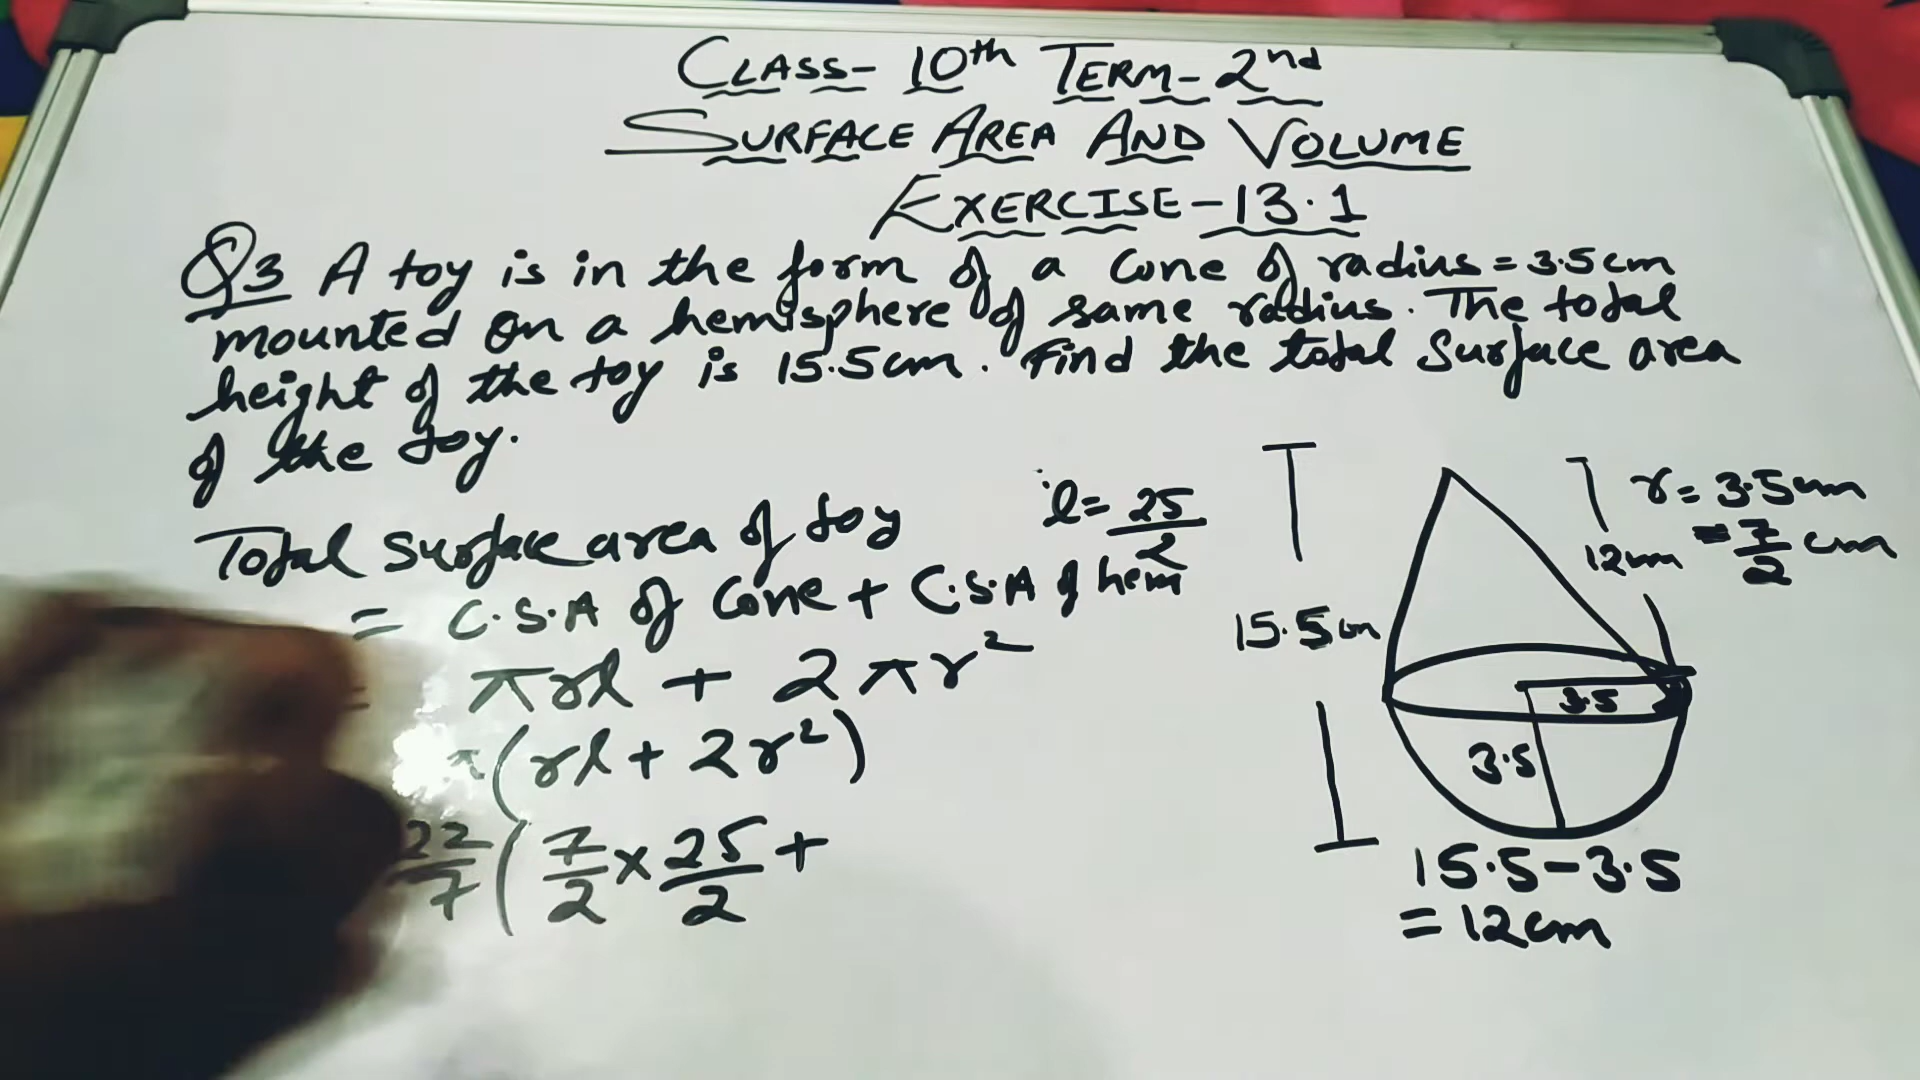 CLASS- 10th TERM- 2nd
SURFACE AREA AND VOLUME
EXERCISE-13.1
Q3 A toy is in the form of a cone of radius = 3.5cm
mounted on a hemisphere of same radius. The total
height of the toy is 15.5cm. Find the total surface area
of the toy.
Total surface area of toy
= C.S.A of Cone + C.S.A of hem
πrl + 2πr²
π(rl + 2r²)
22/7 ( 7/2 × 25/2 +
l = 25/2
15.5cm
12cm
r = 3.5cm
= 7/2 cm
3.5
3.5
15.5-3.5
= 12cm